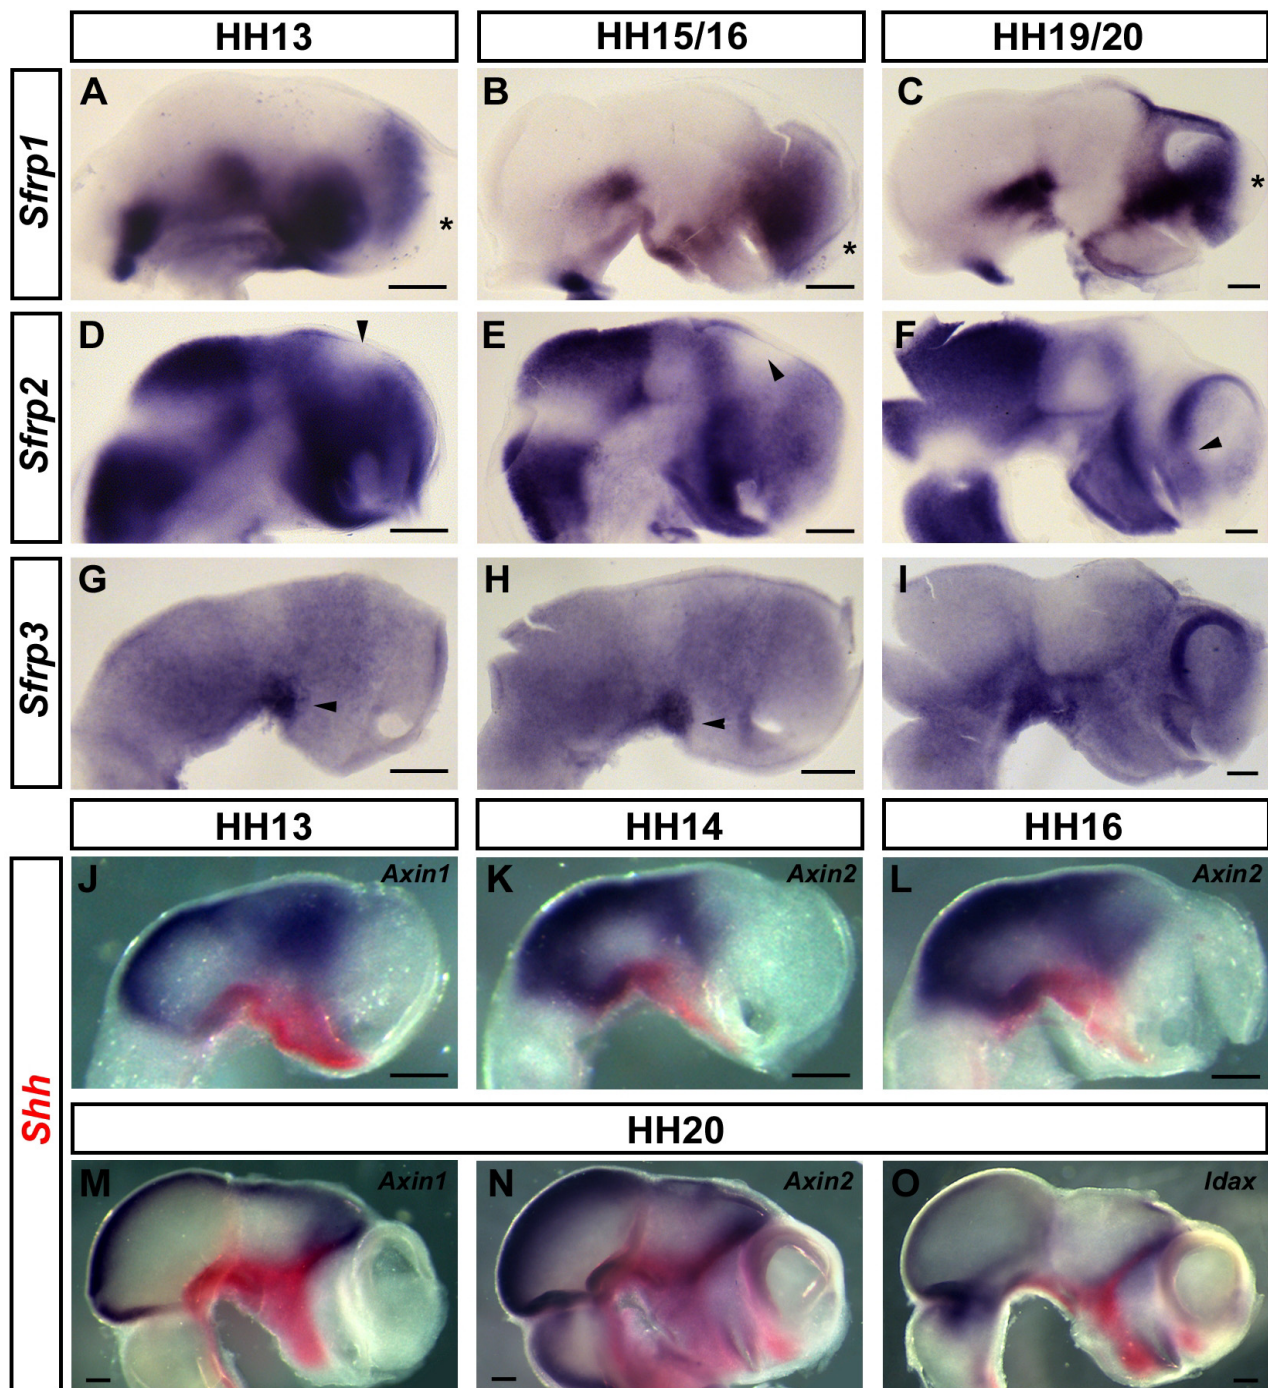 HH13 HH15/16 HH19/20
Sfrp1
A B C
* * *
Sfrp2
D E F
Sfrp3
G H I
HH13 HH14 HH16
Shh
J Axin1 K Axin2 L Axin2
HH20
M Axin1 N Axin2 O Idax